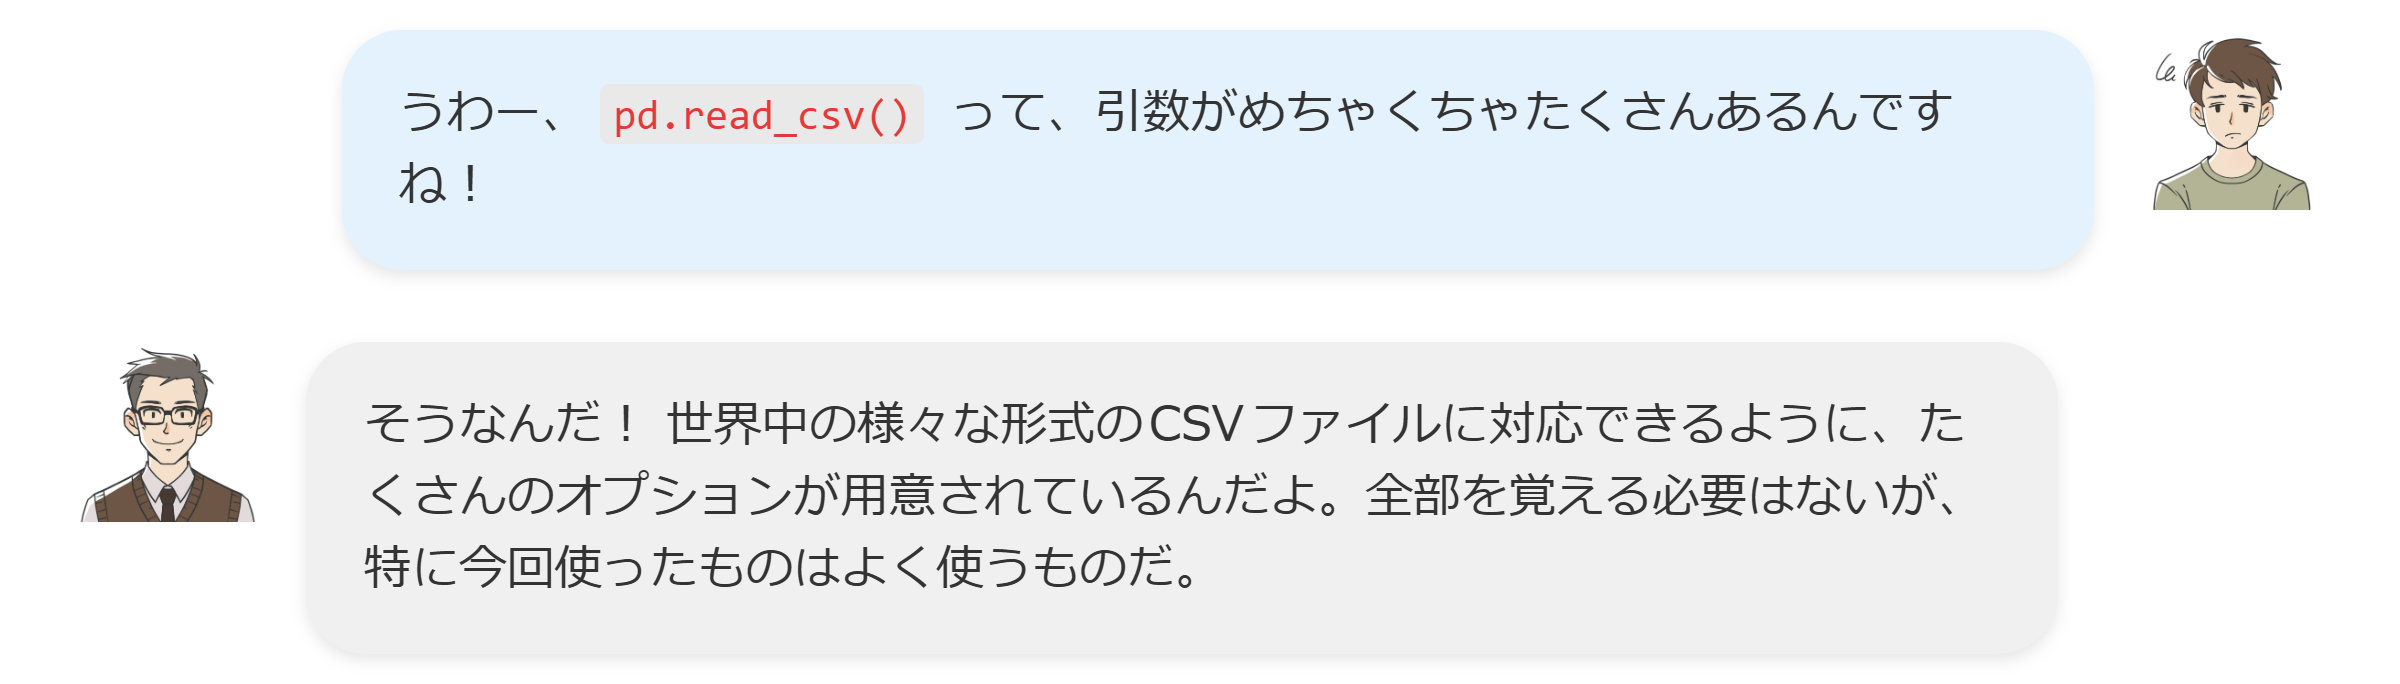 うわー、 pd.read_csv() って、引数がめちゃくちゃたくさんあるんです
ね！
そうなんだ！ 世界中の様々な形式のCSVファイルに対応できるように、た
くさんのオプションが用意されているんだよ。全部を覚える必要はないが、
特に今回使ったものはよく使うものだ。